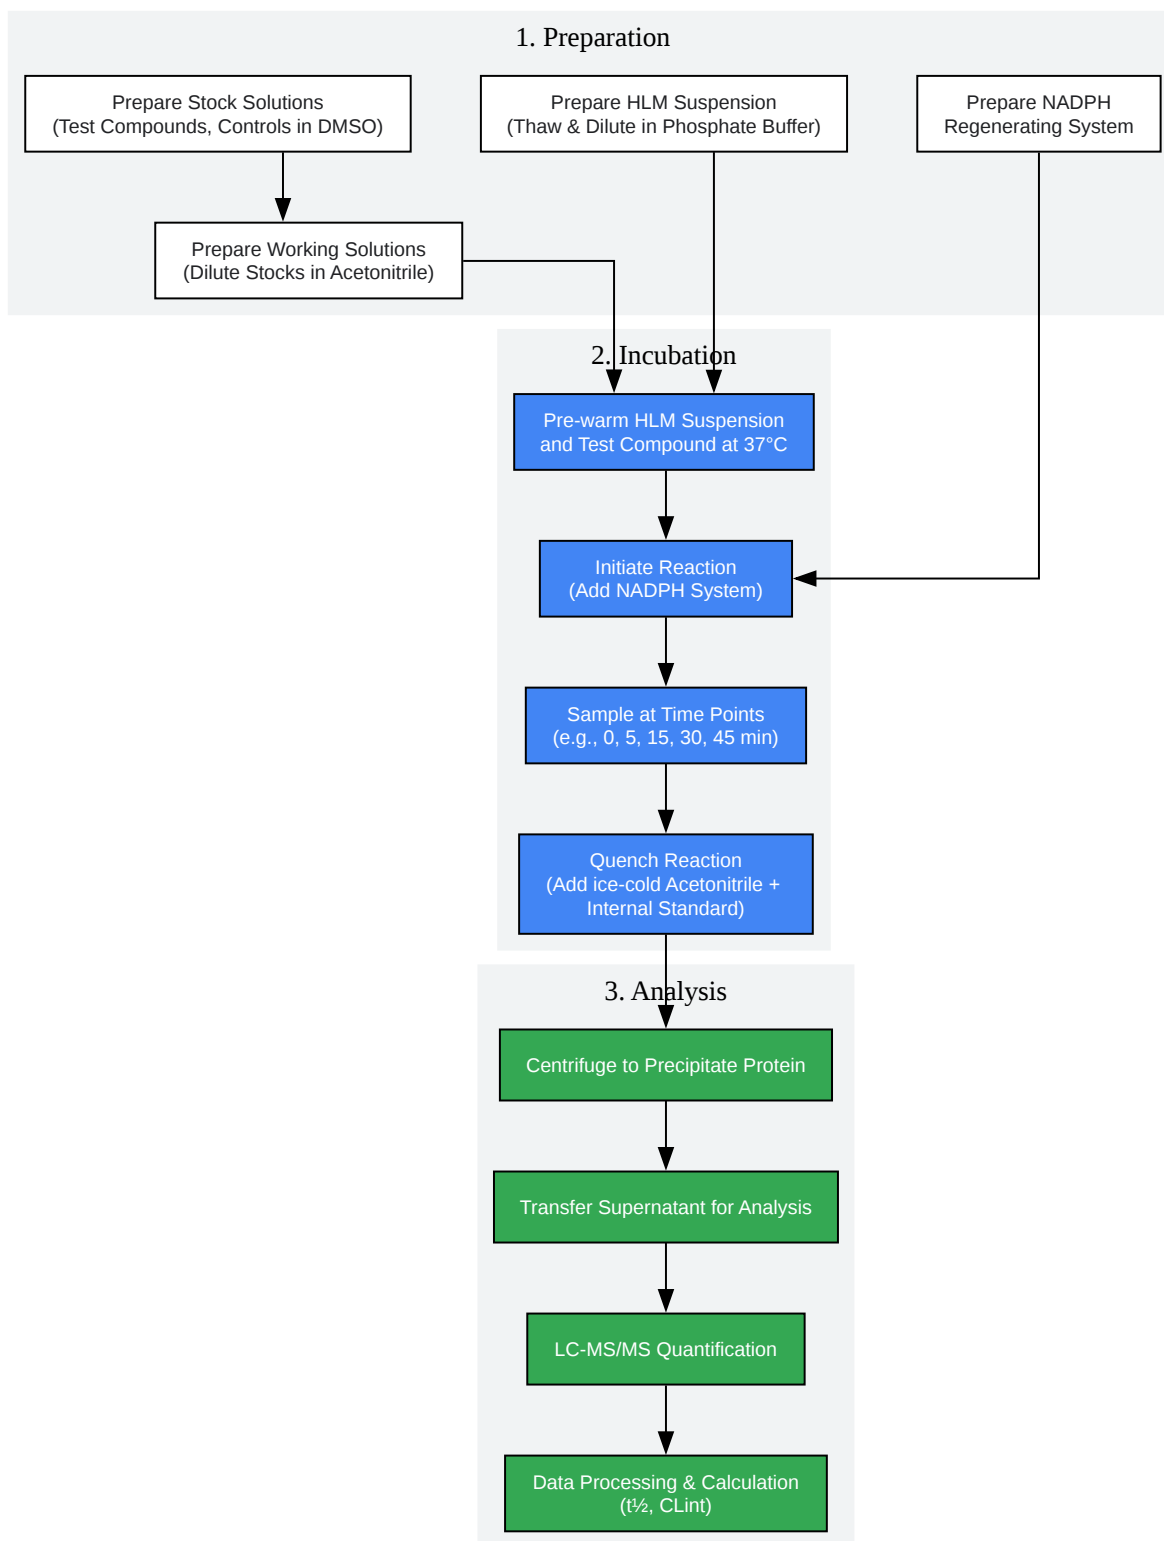 1. Preparation
Prepare Stock Solutions
(Test Compounds, Controls in DMSO)
Prepare HLM Suspension
(Thaw & Dilute in Phosphate Buffer)
Prepare NADPH
Regenerating System
Prepare Working Solutions
(Dilute Stocks in Acetonitrile)
2. Incubation
Pre-warm HLM Suspension
and Test Compound at 37°C
Initiate Reaction
(Add NADPH System)
Sample at Time Points
(e.g., 0, 5, 15, 30, 45 min)
Quench Reaction
(Add ice-cold Acetonitrile +
Internal Standard)
3. Analysis
Centrifuge to Precipitate Protein
Transfer Supernatant for Analysis
LC-MS/MS Quantification
Data Processing & Calculation
(t½, CLint)